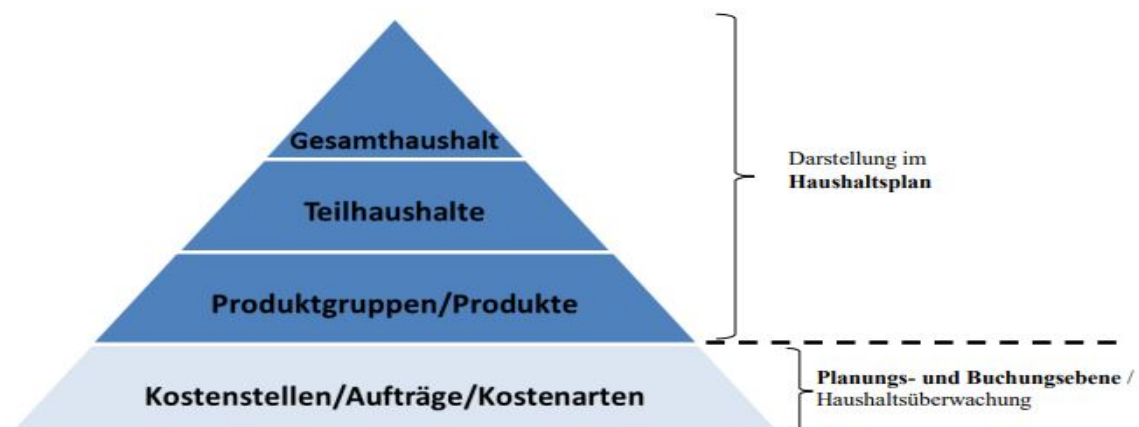 Gesamthaushalt
Darstellung im
Haushaltsplan
Teilhaushalte
Produktgruppen/Produkte
Kostenstellen/Aufträge/Kostenarten
Planungs- und Buchungsebene /
Haushaltsüberwachung